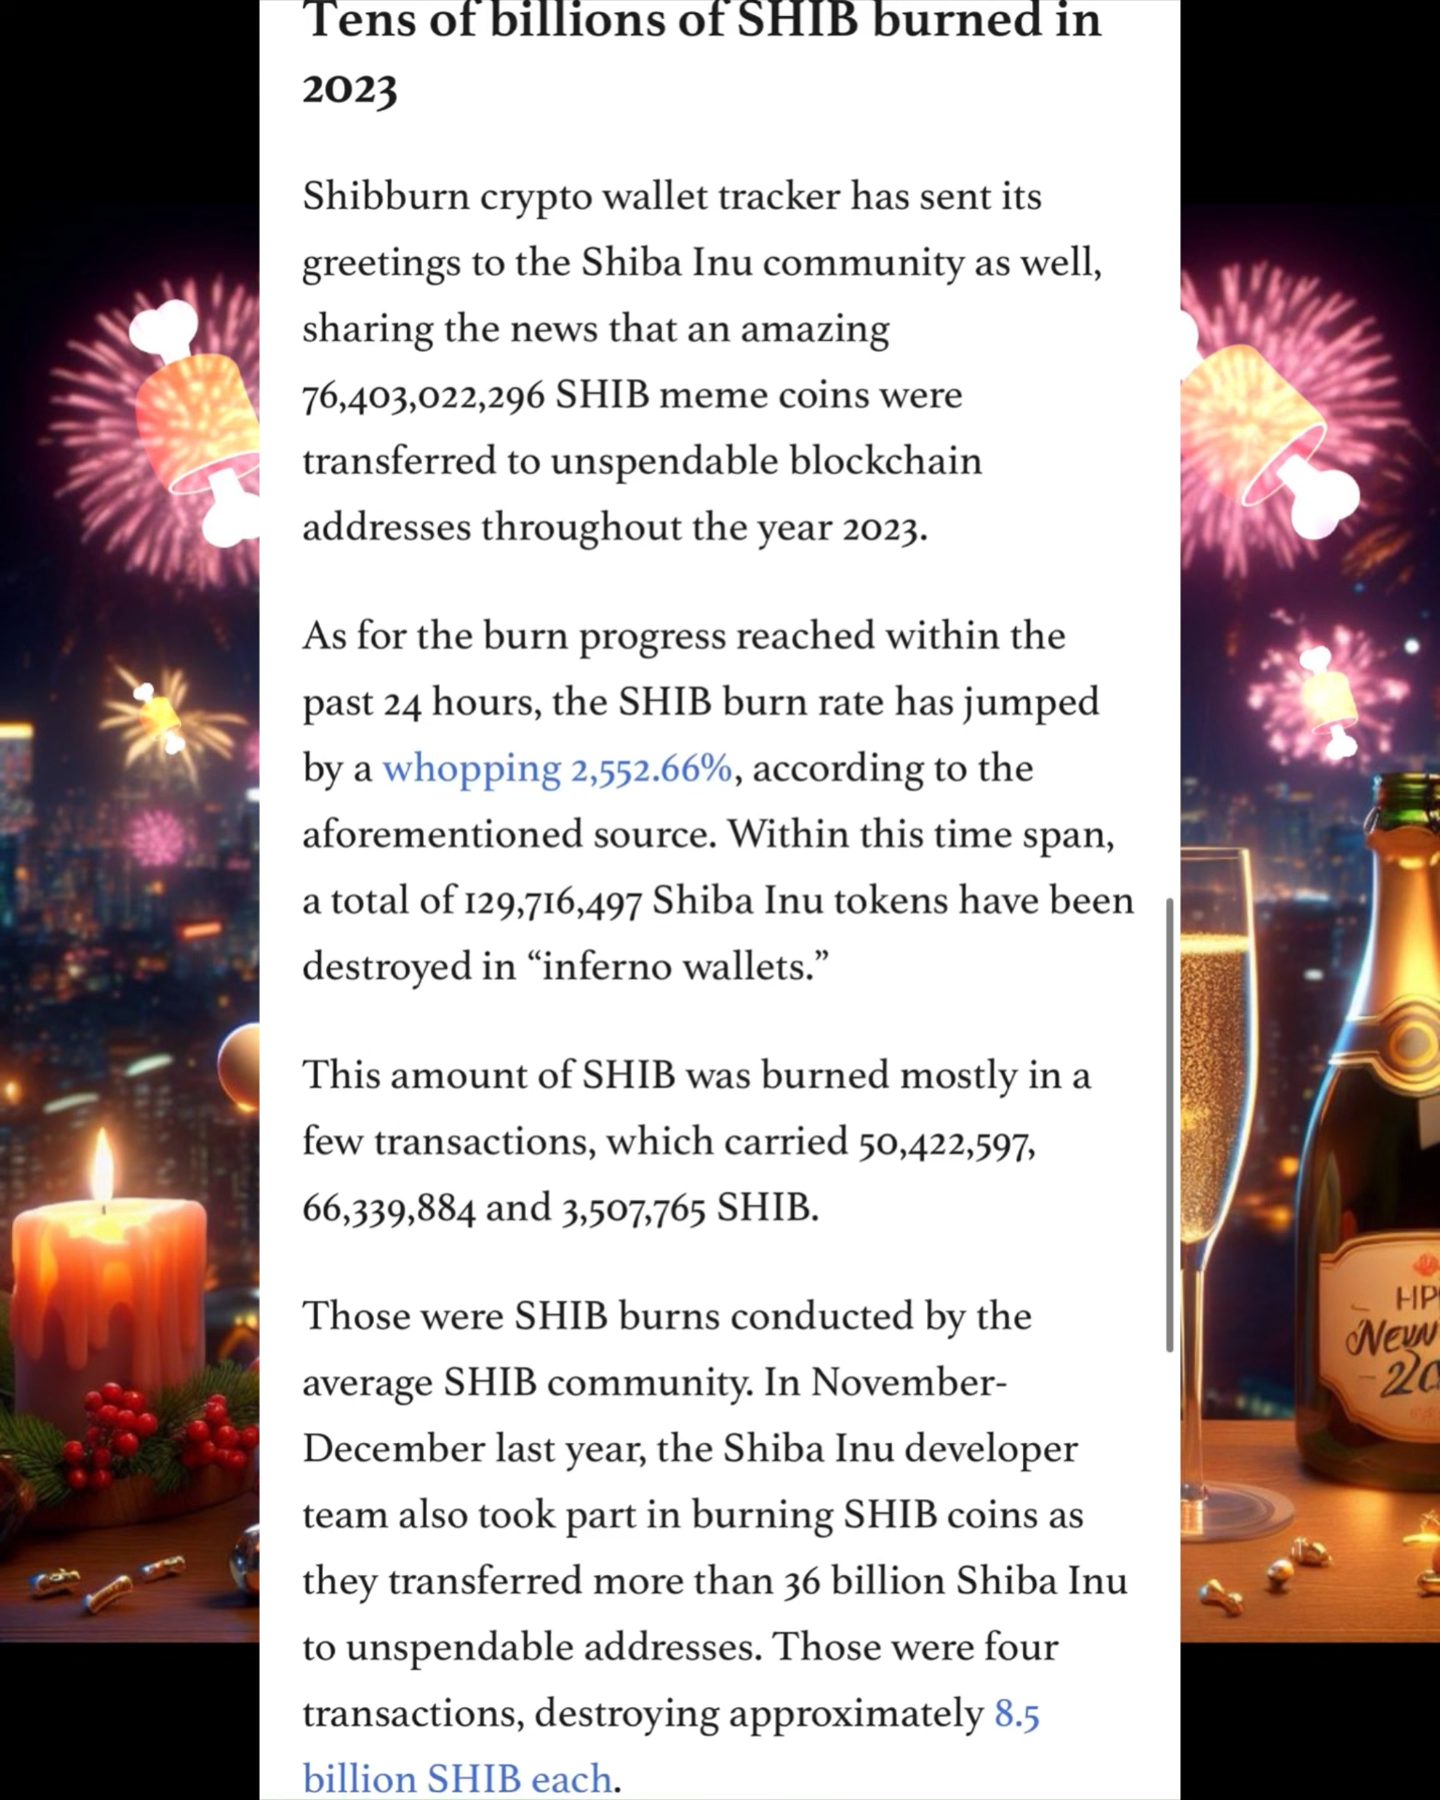 Tens of billions of SHIB burned in
2023
Shibburn crypto wallet tracker has sent its
greetings to the Shiba Inu community as well,
sharing the news that an amazing
76,403,022,296 SHIB meme coins were
transferred to unspendable blockchain
addresses throughout the year 2023.
As for the burn progress reached within the
past 24 hours, the SHIB burn rate has jumped
by a whopping 2,552.66%, according to the
aforementioned source. Within this time span,
a total of 129,716,497 Shiba Inu tokens have been
destroyed in “inferno wallets.”
This amount of SHIB was burned mostly in a
few transactions, which carried 50,422,597,
66,339,884 and 3,507,765 SHIB.
Those were SHIB burns conducted by the
average SHIB community. In November-
December last year, the Shiba Inu developer
team also took part in burning SHIB coins as
they transferred more than 36 billion Shiba Inu
to unspendable addresses. Those were four
transactions, destroying approximately 8.5
billion SHIB each.